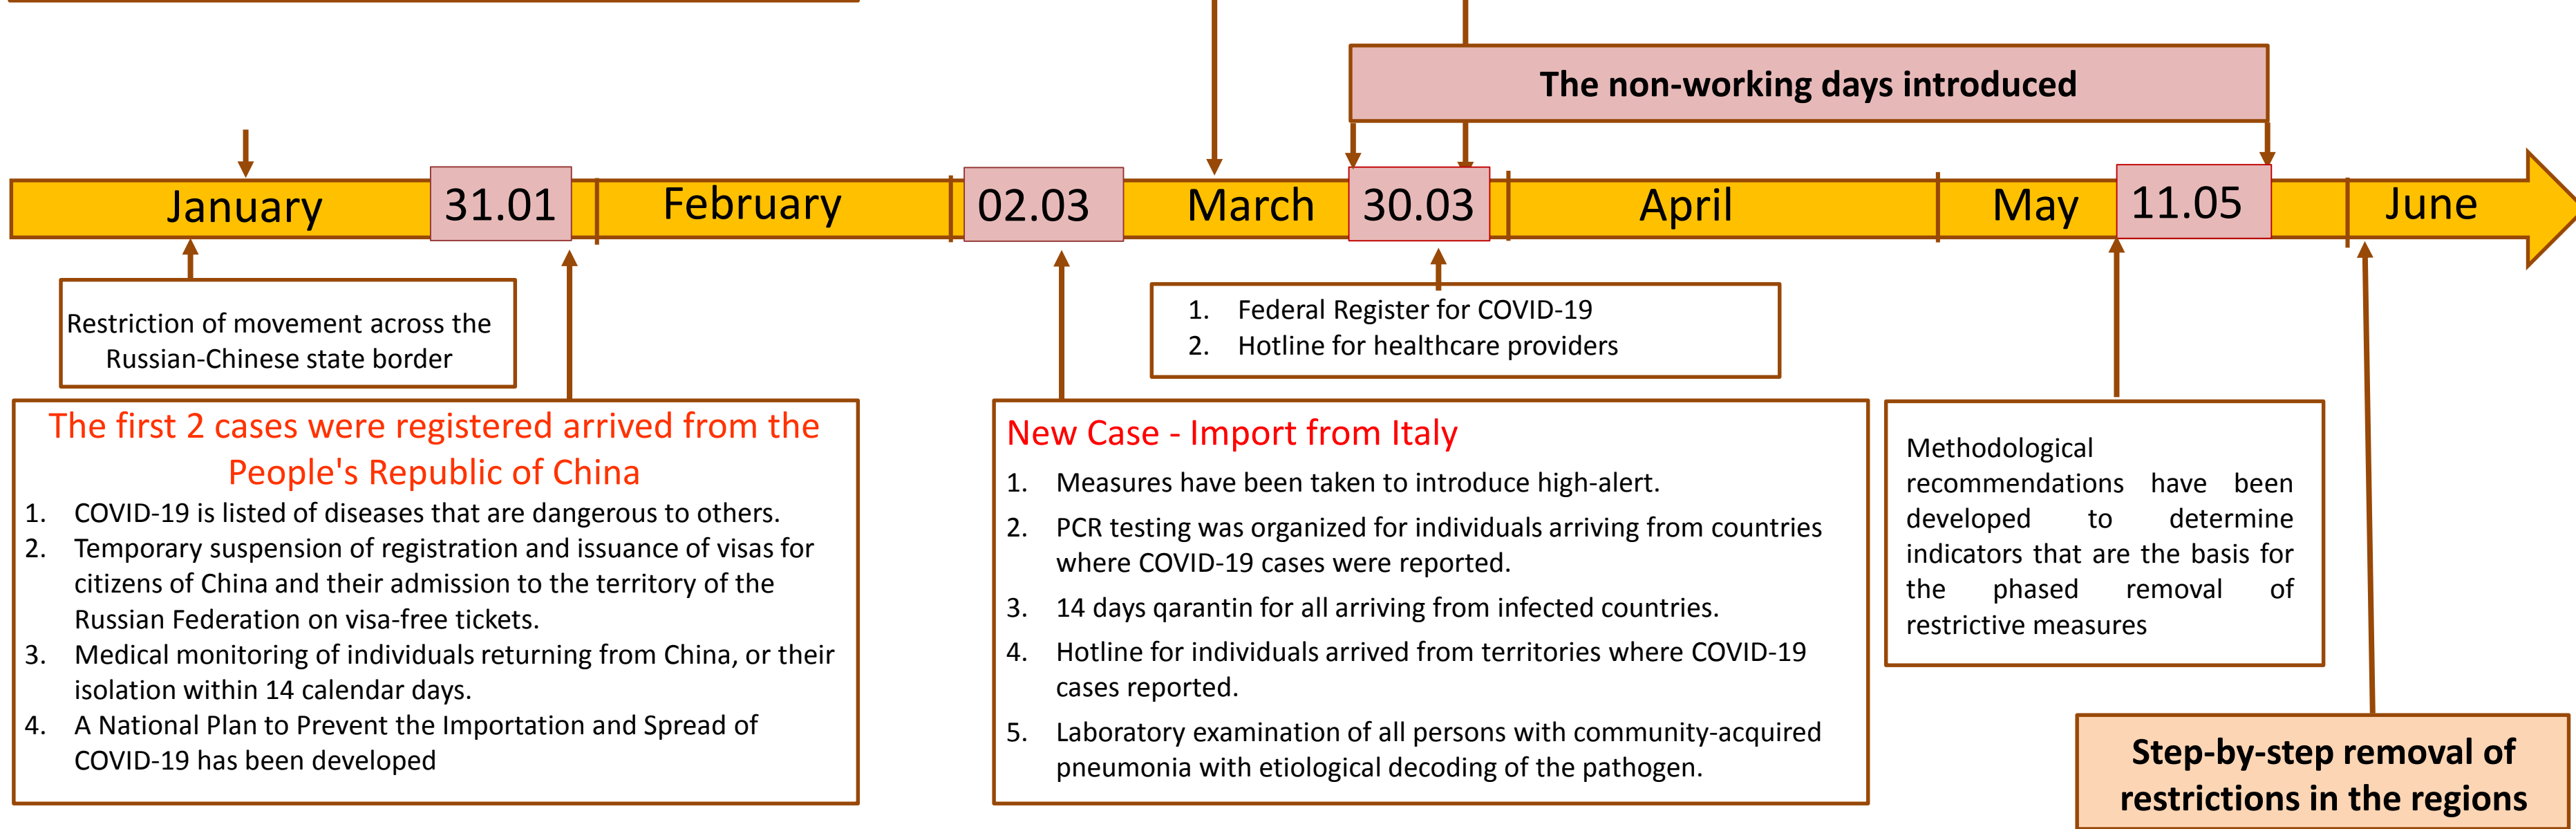 The non-working days introduced
January
31.01
February
02.03
March
30.03
April
May
11.05
June
Restriction of movement across the
Russian-Chinese state border
1. Federal Register for COVID-19
2. Hotline for healthcare providers
The first 2 cases were registered arrived from the
People's Republic of China
1. COVID-19 is listed of diseases that are dangerous to others.
2. Temporary suspension of registration and issuance of visas for
citizens of China and their admission to the territory of the
Russian Federation on visa-free tickets.
3. Medical monitoring of individuals returning from China, or their
isolation within 14 calendar days.
4. A National Plan to Prevent the Importation and Spread of
COVID-19 has been developed
New Case - Import from Italy
1. Measures have been taken to introduce high-alert.
2. PCR testing was organized for individuals arriving from countries
where COVID-19 cases were reported.
3. 14 days qarantin for all arriving from infected countries.
4. Hotline for individuals arrived from territories where COVID-19
cases reported.
5. Laboratory examination of all persons with community-acquired
pneumonia with etiological decoding of the pathogen.
Methodological
recommendations have been
developed to determine
indicators that are the basis for
the phased removal of
restrictive measures
Step-by-step removal of
restrictions in the regions